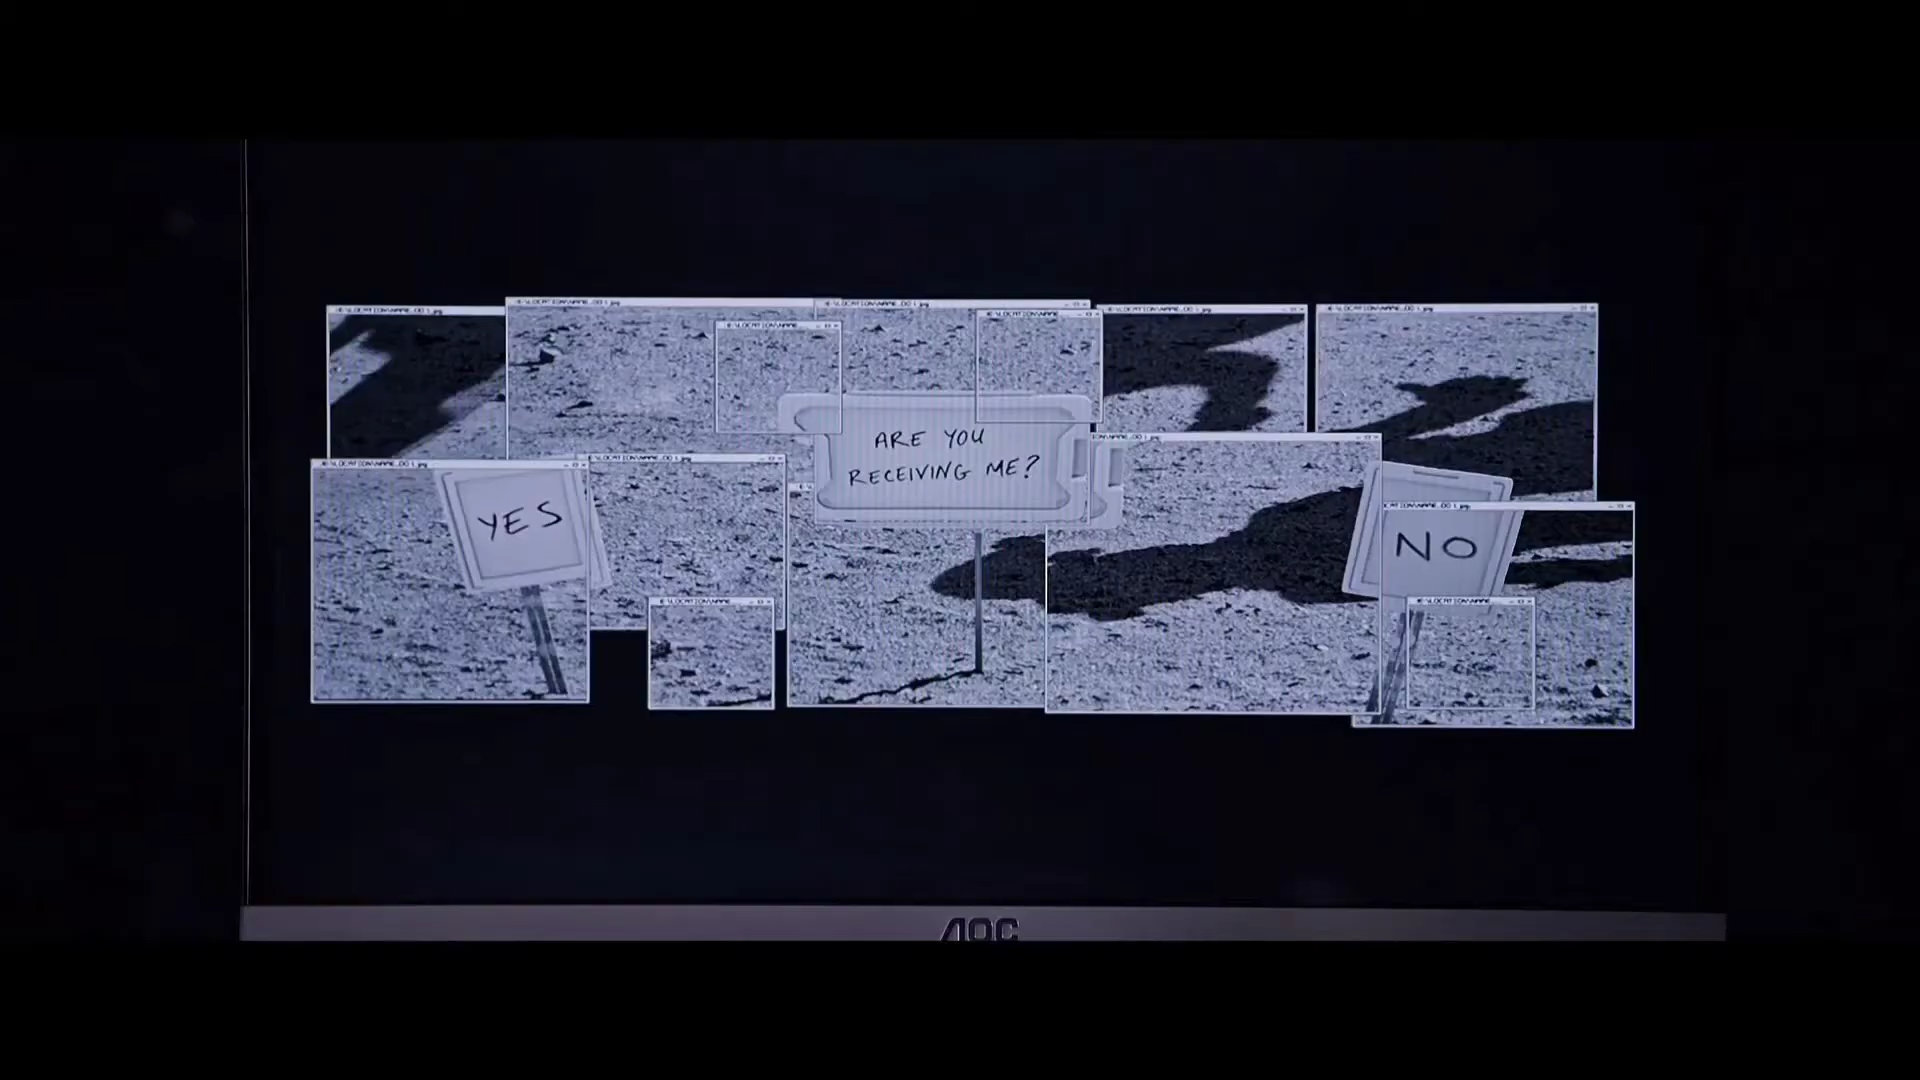 ARE YOU
RECEIVING ME?
YES
NO
AOC